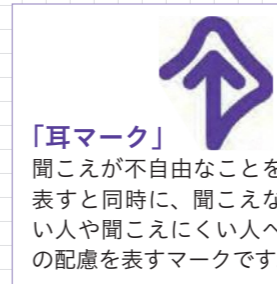 「耳マーク」
聞こえが不自由なことを
表すと同時に、聞こえな
い人や聞こえにくい人へ
の配慮を表すマークです